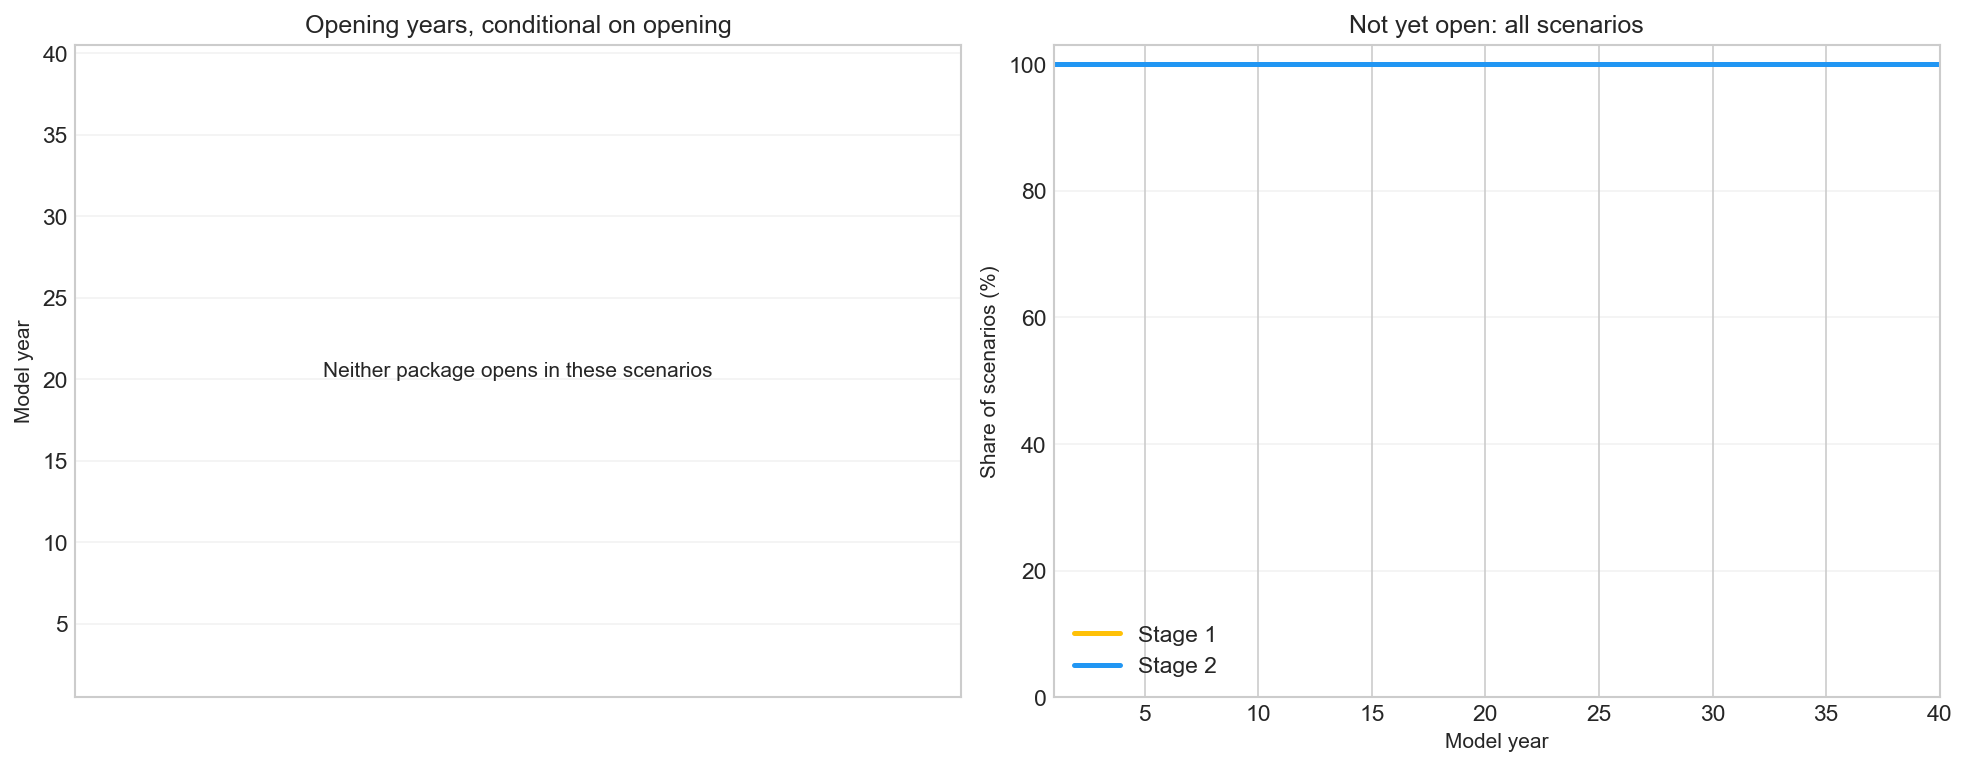 Opening years, conditional on opening
Model year
40
35
30
25
20
15
10
5
Neither package opens in these scenarios
Not yet open: all scenarios
Share of scenarios (%)
100
80
60
40
20
0
Stage 1
Stage 2
5 10 15 20 25 30 35 40
Model year